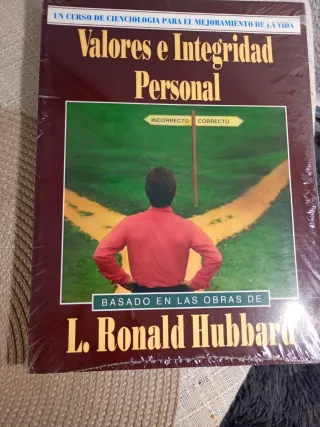 UN CURSO DE CIENCIOLOGIA PARA EL MEJORAMIENTO DE LA VIDA
Valores e Integridad
Personal
INCORRECTO CORRECTO
BASADO EN LAS OBRAS DE
L. Ronald Hubbard